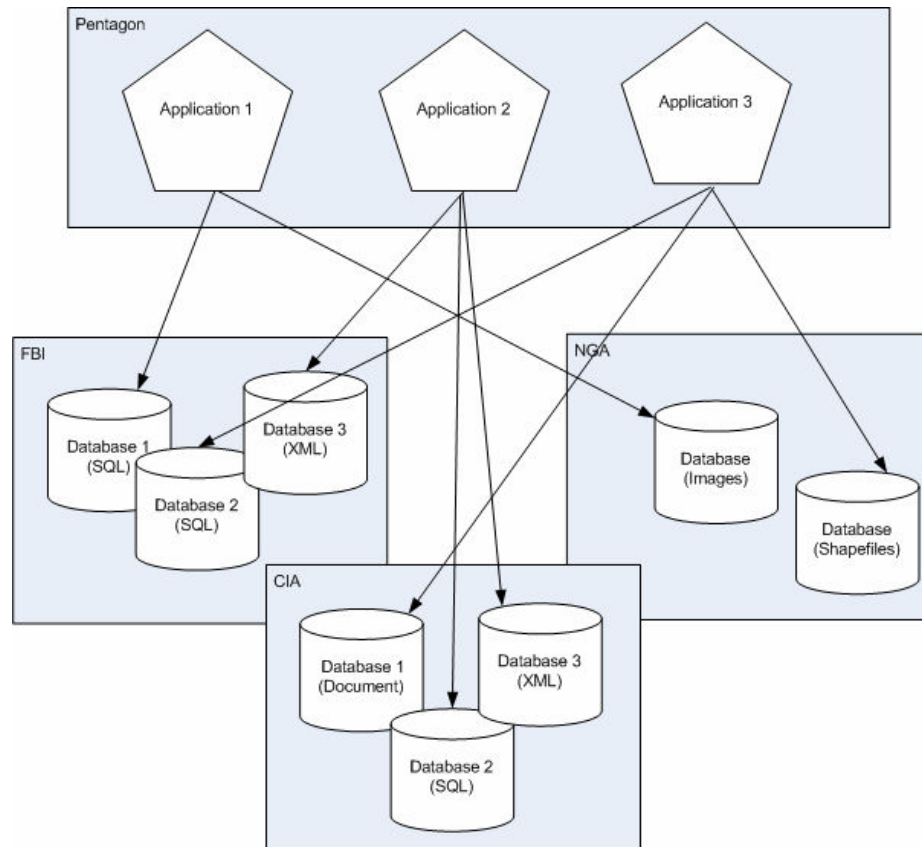 Pentagon
Application 1
Application 2
Application 3
FBI
Database 1
(SQL)
Database 2
(SQL)
Database 3
(XML)
NGA
Database
(Images)
Database
(Shapefiles)
CIA
Database 1
(Document)
Database 2
(SQL)
Database 3
(XML)